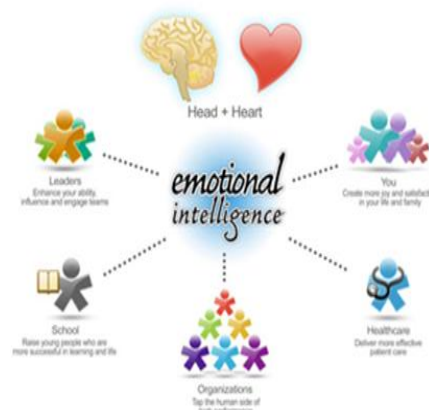 Head + Heart
Leaders
Enhance your ability,
influence and engage teams
You
Create more joy and satisfact
in your life and family
emotional
intelligence
School
Raise young people who are
more successful in learning and life
Healthcare
Deliver more effective
patient care
Organizations
Tap the human side of